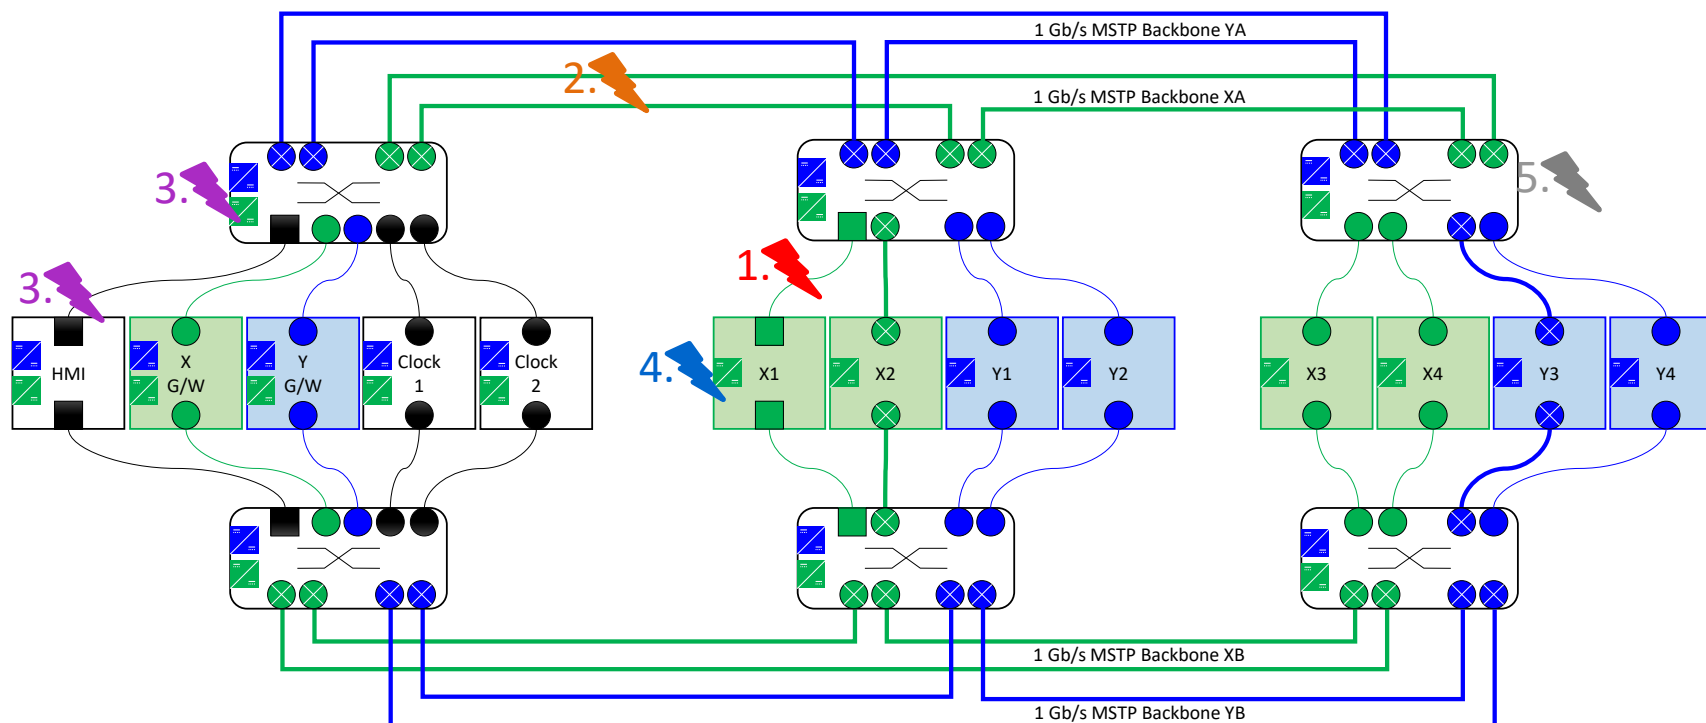 1 Gb/s MSTP Backbone YA
2.
1 Gb/s MSTP Backbone XA
3.
5.
3.
1.
4.
HMI
X
G/W
Y
G/W
Clock
1
Clock
2
X1
X2
Y1
Y2
X3
X4
Y3
Y4
1 Gb/s MSTP Backbone XB
1 Gb/s MSTP Backbone YB